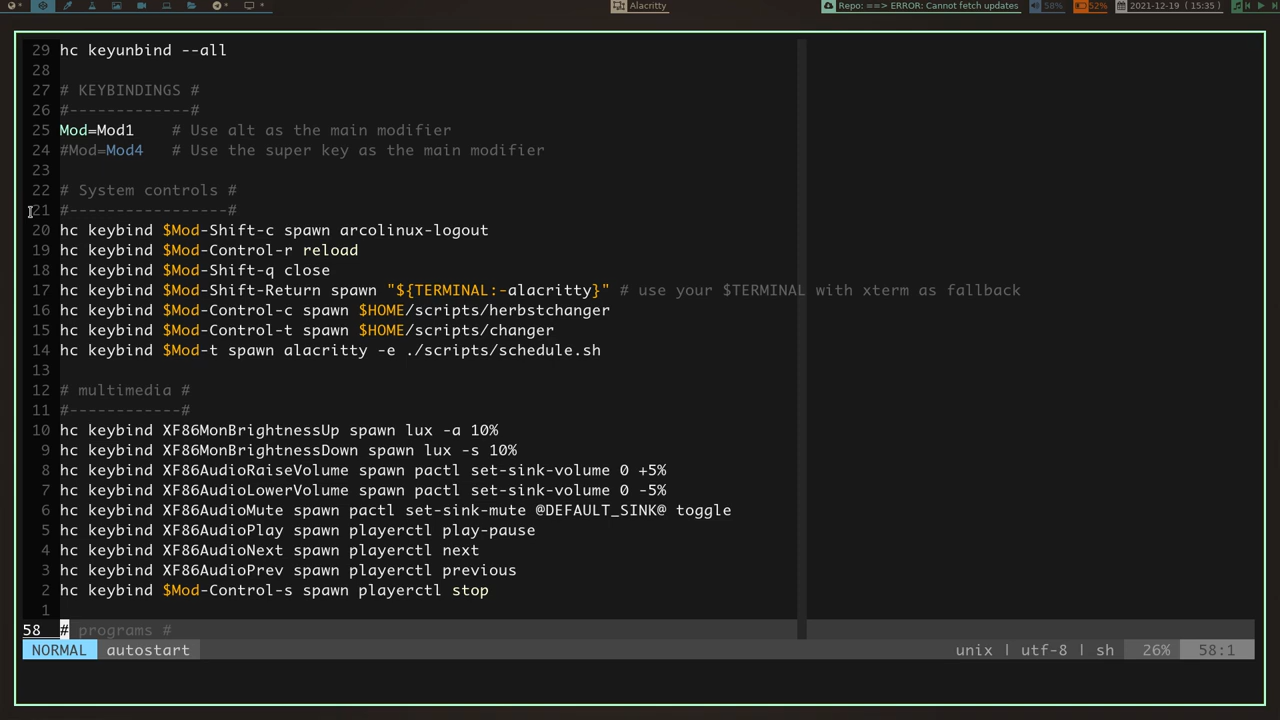 Alacritty
Repo: ==> ERROR: Cannot fetch updates
58%
52%
2021-12-19 ( 15:35 )
29 hc keyunbind --all
28
27 # KEYBINDINGS #
26 #-------------#
25 Mod=Mod1    # Use alt as the main modifier
24 #Mod=Mod4   # Use the super key as the main modifier
23
22 # System controls #
21 #-----------------#
20 hc keybind $Mod-Shift-c spawn arcolinux-logout
19 hc keybind $Mod-Control-r reload
18 hc keybind $Mod-Shift-q close
17 hc keybind $Mod-Shift-Return spawn "${TERMINAL:-alacritty}" # use your $TERMINAL with xterm as fallback
16 hc keybind $Mod-Control-c spawn $HOME/scripts/herbstchanger
15 hc keybind $Mod-Control-t spawn $HOME/scripts/changer
14 hc keybind $Mod-t spawn alacritty -e ./scripts/schedule.sh
13
12 # multimedia #
11 #------------#
10 hc keybind XF86MonBrightnessUp spawn lux -a 10%
9 hc keybind XF86MonBrightnessDown spawn lux -s 10%
8 hc keybind XF86AudioRaiseVolume spawn pactl set-sink-volume 0 +5%
7 hc keybind XF86AudioLowerVolume spawn pactl set-sink-volume 0 -5%
6 hc keybind XF86AudioMute spawn pactl set-sink-mute @DEFAULT_SINK@ toggle
5 hc keybind XF86AudioPlay spawn playerctl play-pause
4 hc keybind XF86AudioNext spawn playerctl next
3 hc keybind XF86AudioPrev spawn playerctl previous
2 hc keybind $Mod-Control-s spawn playerctl stop
1
58 # programs #
NORMAL autostart unix | utf-8 | sh 26% 58:1